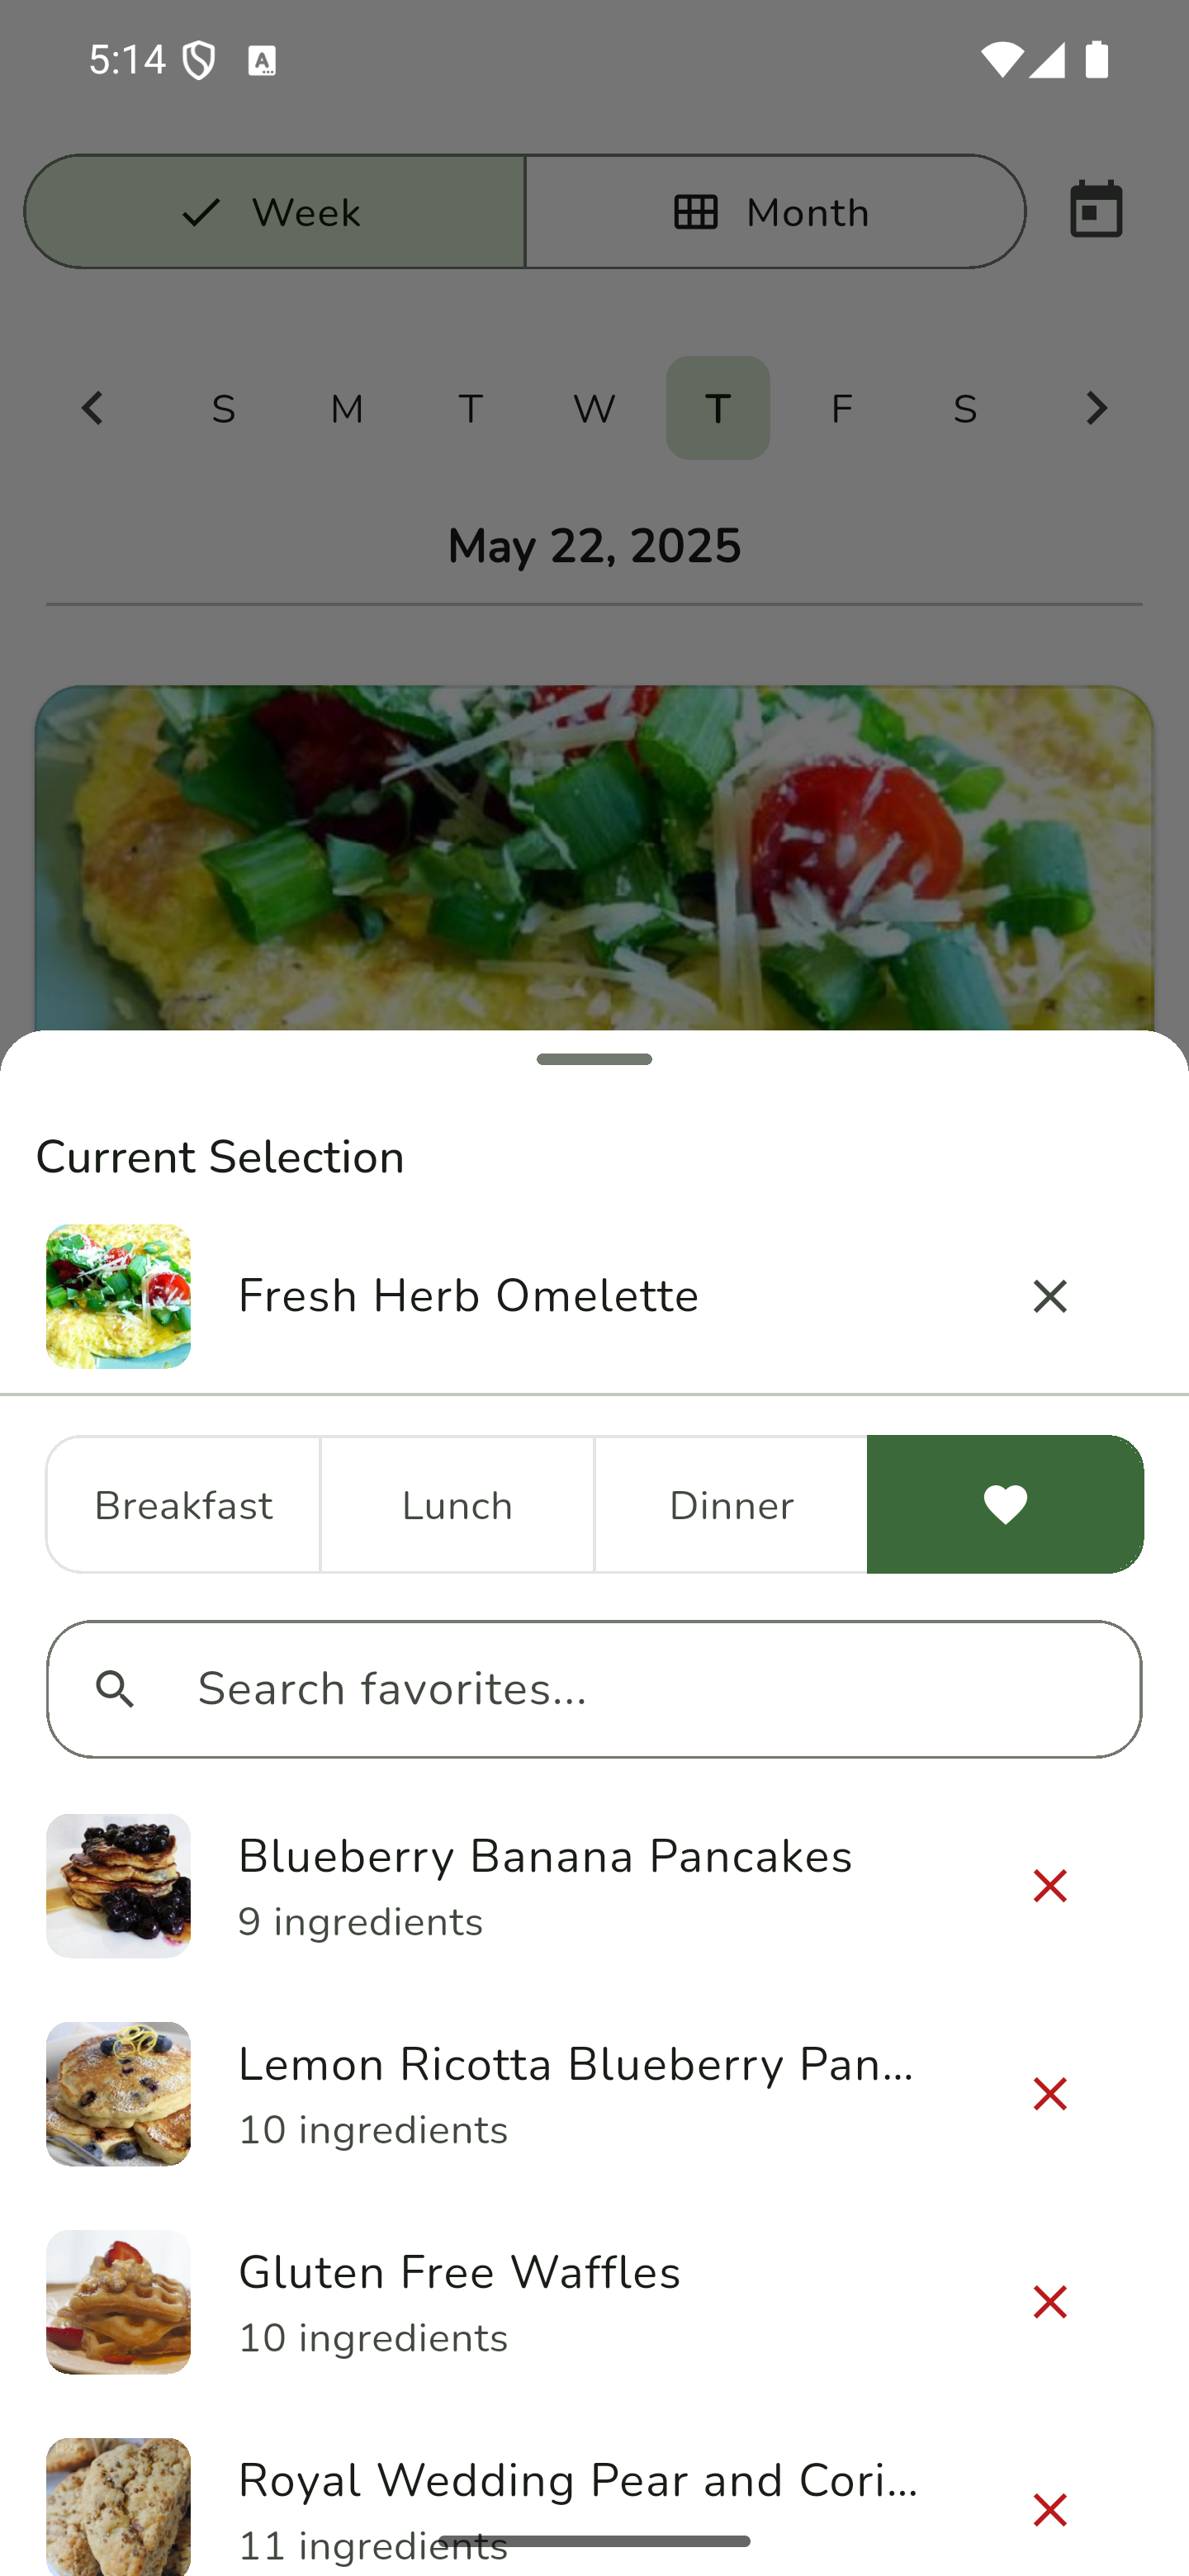 5:14
Week
Month
S M T W T F S
May 22, 2025
Current Selection
Fresh Herb Omelette
Breakfast
Lunch
Dinner
Search favorites...
Blueberry Banana Pancakes
9 ingredients
Lemon Ricotta Blueberry Pan...
10 ingredients
Gluten Free Waffles
10 ingredients
Royal Wedding Pear and Cori...
11 ingredients